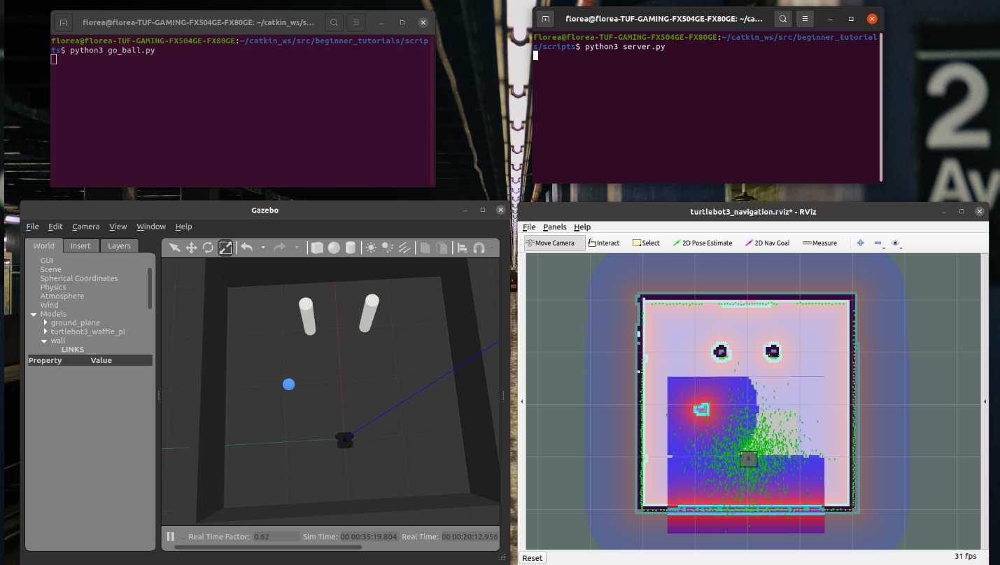 florea@florea-TUF-GAMING-FX504GE-FX80GE: ~/catkin_ws/s...
florea@florea-TUF-GAMING-FX504GE-FX80GE:~/catkin_ws/src/beginner_tutorials/scrip
ts$ python3 go_ball.py
florea@florea-TUF-GAMING-FX504GE-FX80GE: ~/ca...
florea@florea-TUF-GAMING-FX504GE-FX80GE:~/catkin_ws/src/beginner_tutorial
s/scripts$ python3 server.py
2
Av
Gazebo
File Edit Camera View Window Help
World Insert Layers
GUI
Scene
Spherical Coordinates
Physics
Atmosphere
Wind
Models
ground_plane
turtlebot3_waffle_pi
wall
LINKS
Property Value
Real Time Factor: 0.62 Sim Time: 00 00:35:19.804 Real Time: 00 00:20:12.956
turtlebot3_navigation.rviz* - RViz
File Panels Help
Move Camera Interact Select 2D Pose Estimate 2D Nav Goal Measure
Reset
31 fps